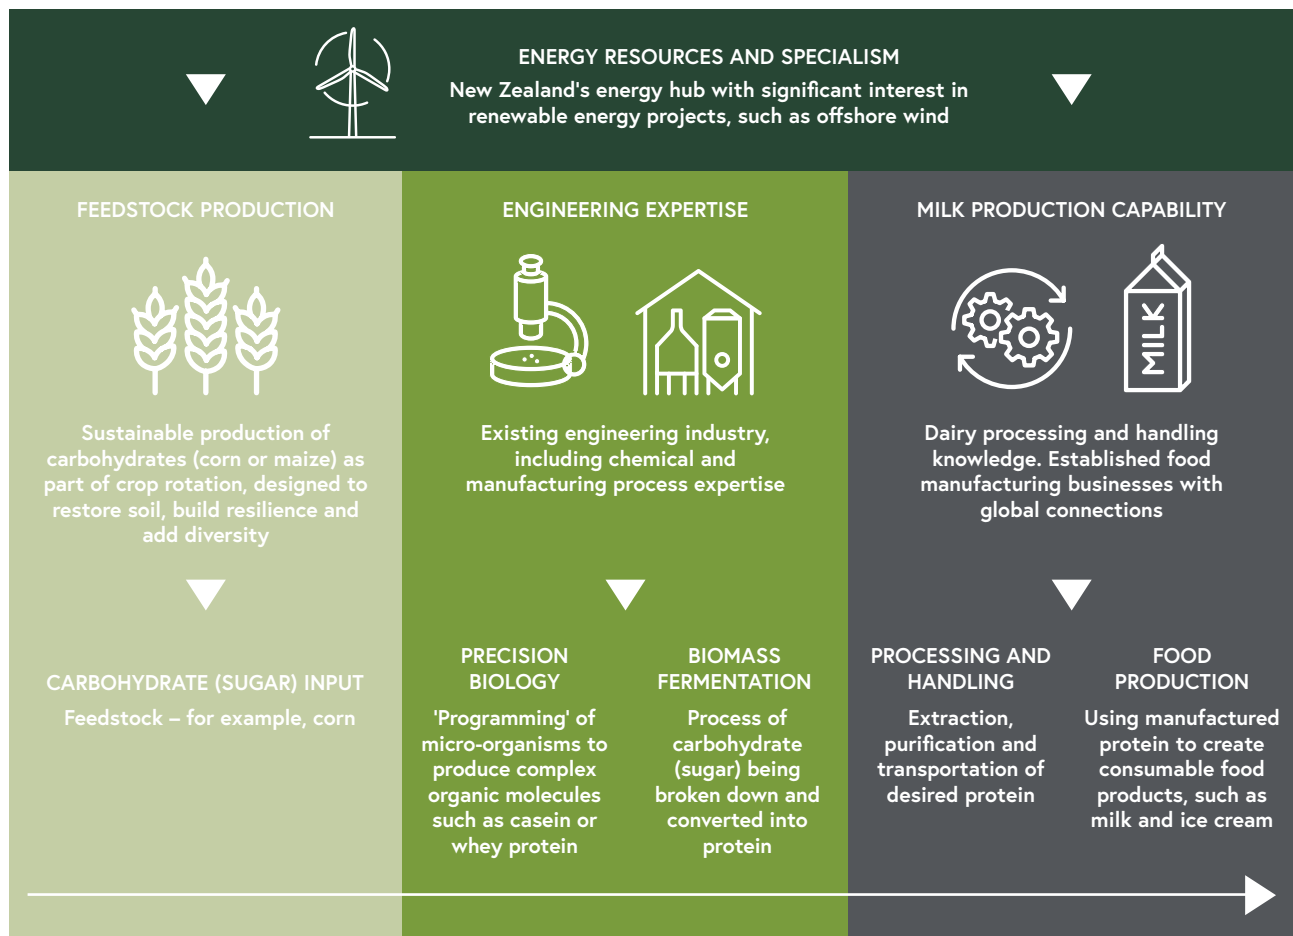 ENERGY RESOURCES AND SPECIALISM
New Zealand's energy hub with significant interest in
renewable energy projects, such as offshore wind
FEEDSTOCK PRODUCTION
Sustainable production of
carbohydrates (corn or maize) as
part of crop rotation, designed to
restore soil, build resilience and
add diversity
CARBOHYDRATE (SUGAR) INPUT
Feedstock – for example, corn
ENGINEERING EXPERTISE
Existing engineering industry,
including chemical and
manufacturing process expertise
PRECISION
BIOLOGY
'Programming' of
micro-organisms to
produce complex
organic molecules
such as casein or
whey protein
BIOMASS
FERMENTATION
Process of
carbohydrate
(sugar) being
broken down and
converted into
protein
MILK PRODUCTION CAPABILITY
MILK
Dairy processing and handling
knowledge. Established food
manufacturing businesses with
global connections
PROCESSING AND
HANDLING
Extraction,
purification and
transportation of
desired protein
FOOD
PRODUCTION
Using manufactured
protein to create
consumable food
products, such as
milk and ice cream